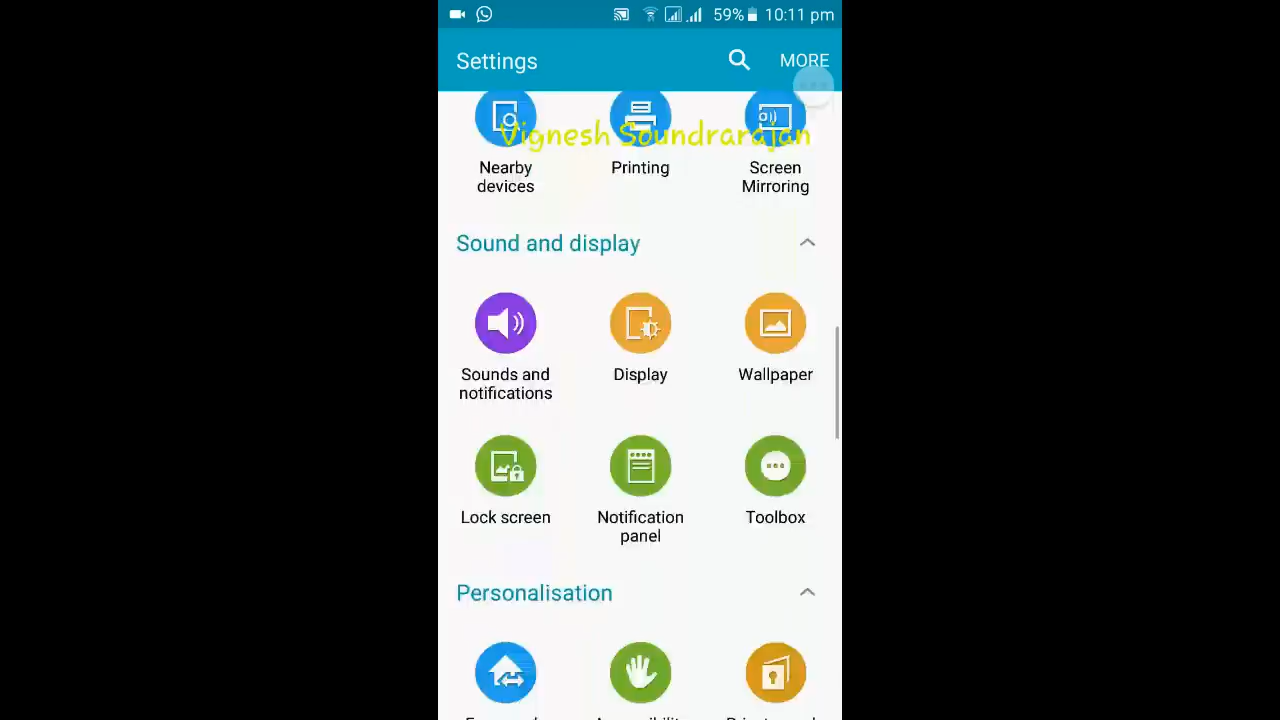 59% 10:11 pm
Settings MORE
Vignesh Soundrarajan
Nearby devices
Printing
Screen Mirroring
Sound and display
Sounds and notifications
Display
Wallpaper
Lock screen
Notification panel
Toolbox
Personalisation